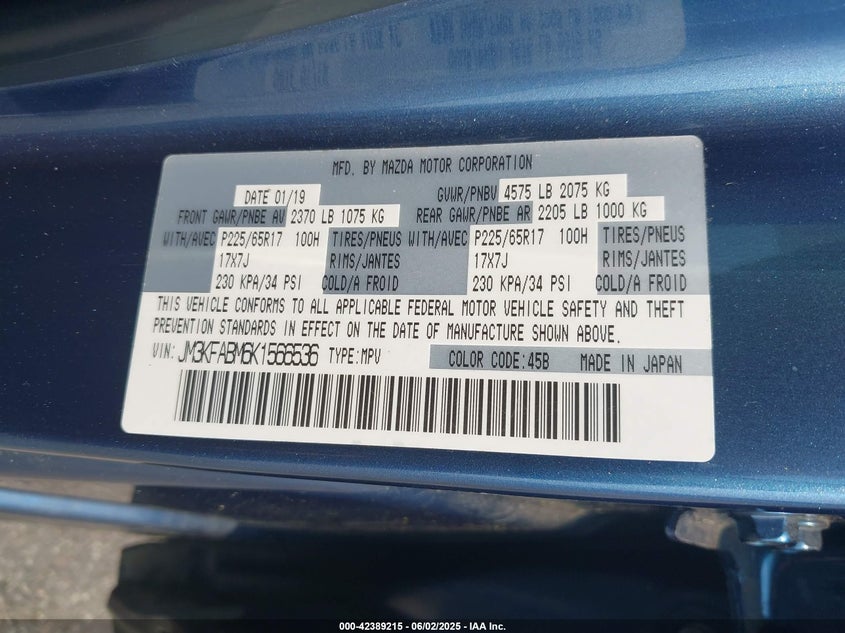 MFD. BY MAZDA MOTOR CORPORATION
DATE 01/19 GVWR/PNBV 4575 LB 2075 KG
FRONT GAWR/PNBE AV 2370 LB 1075 KG REAR GAWR/PNBE AR 2205 LB 1000 KG
WITH/AVEC P225/65R17 100H TIRES/PNEUS WITH/AVEC P225/65R17 100H TIRES/PNEUS
17X7J RIMS/JANTES 17X7J RIMS/JANTES
230 KPA/34 PSI COLD/A FROID 230 KPA/34 PSI COLD/A FROID
THIS VEHICLE CONFORMS TO ALL APPLICABLE FEDERAL MOTOR VEHICLE SAFETY AND THEFT
PREVENTION STANDARDS IN EFFECT ON THE DATE OF MANUFACTURE SHOWN ABOVE.
VIN: JM3KFABM6K1566536 TYPE:MPV COLOR CODE:45B MADE IN JAPAN
000-42389215 - 06/02/2025 - IAA Inc.